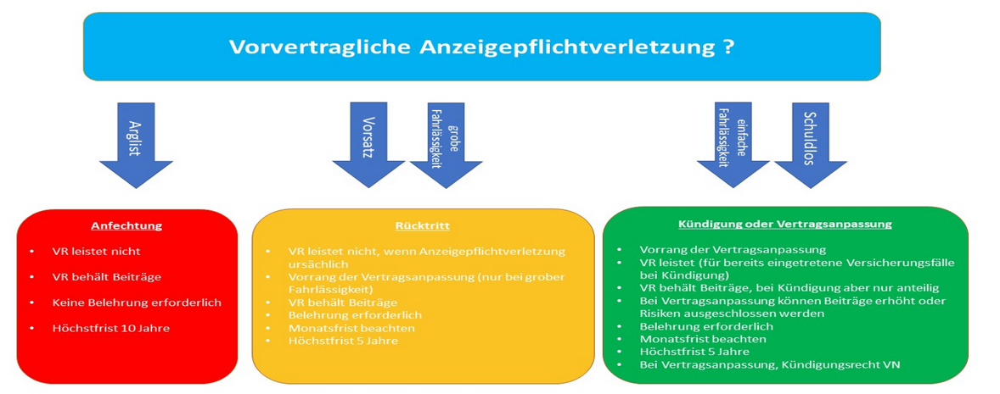 Vorvertragliche Anzeigepflichtverletzung ?
Arglist
Vorsatz
grobe
Fahrlässigkeit
einfache
Fahrlässigkeit
Schuldlos
Anfechtung
• VR leistet nicht
• VR behält Beiträge
• Keine Belehrung erforderlich
• Höchstfrist 10 Jahre
Rücktritt
• VR leistet nicht, wenn Anzeigepflichtverletzung
ursächlich
• Vorrang der Vertragsanpassung (nur bei grober
Fahrlässigkeit)
• VR behält Beiträge
• Belehrung erforderlich
• Monatsfrist beachten
• Höchstfrist 5 Jahre
Kündigung oder Vertragsanpassung
• Vorrang der Vertragsanpassung
• VR leistet (für bereits eingetretene Versicherungsfälle
bei Kündigung)
• VR behält Beiträge, bei Kündigung aber nur anteilig
• Bei Vertragsanpassung können Beiträge erhöht oder
Risiken ausgeschlossen werden
• Belehrung erforderlich
• Monatsfrist beachten
• Höchstfrist 5 Jahre
• Bei Vertragsanpassung, Kündigungsrecht VN